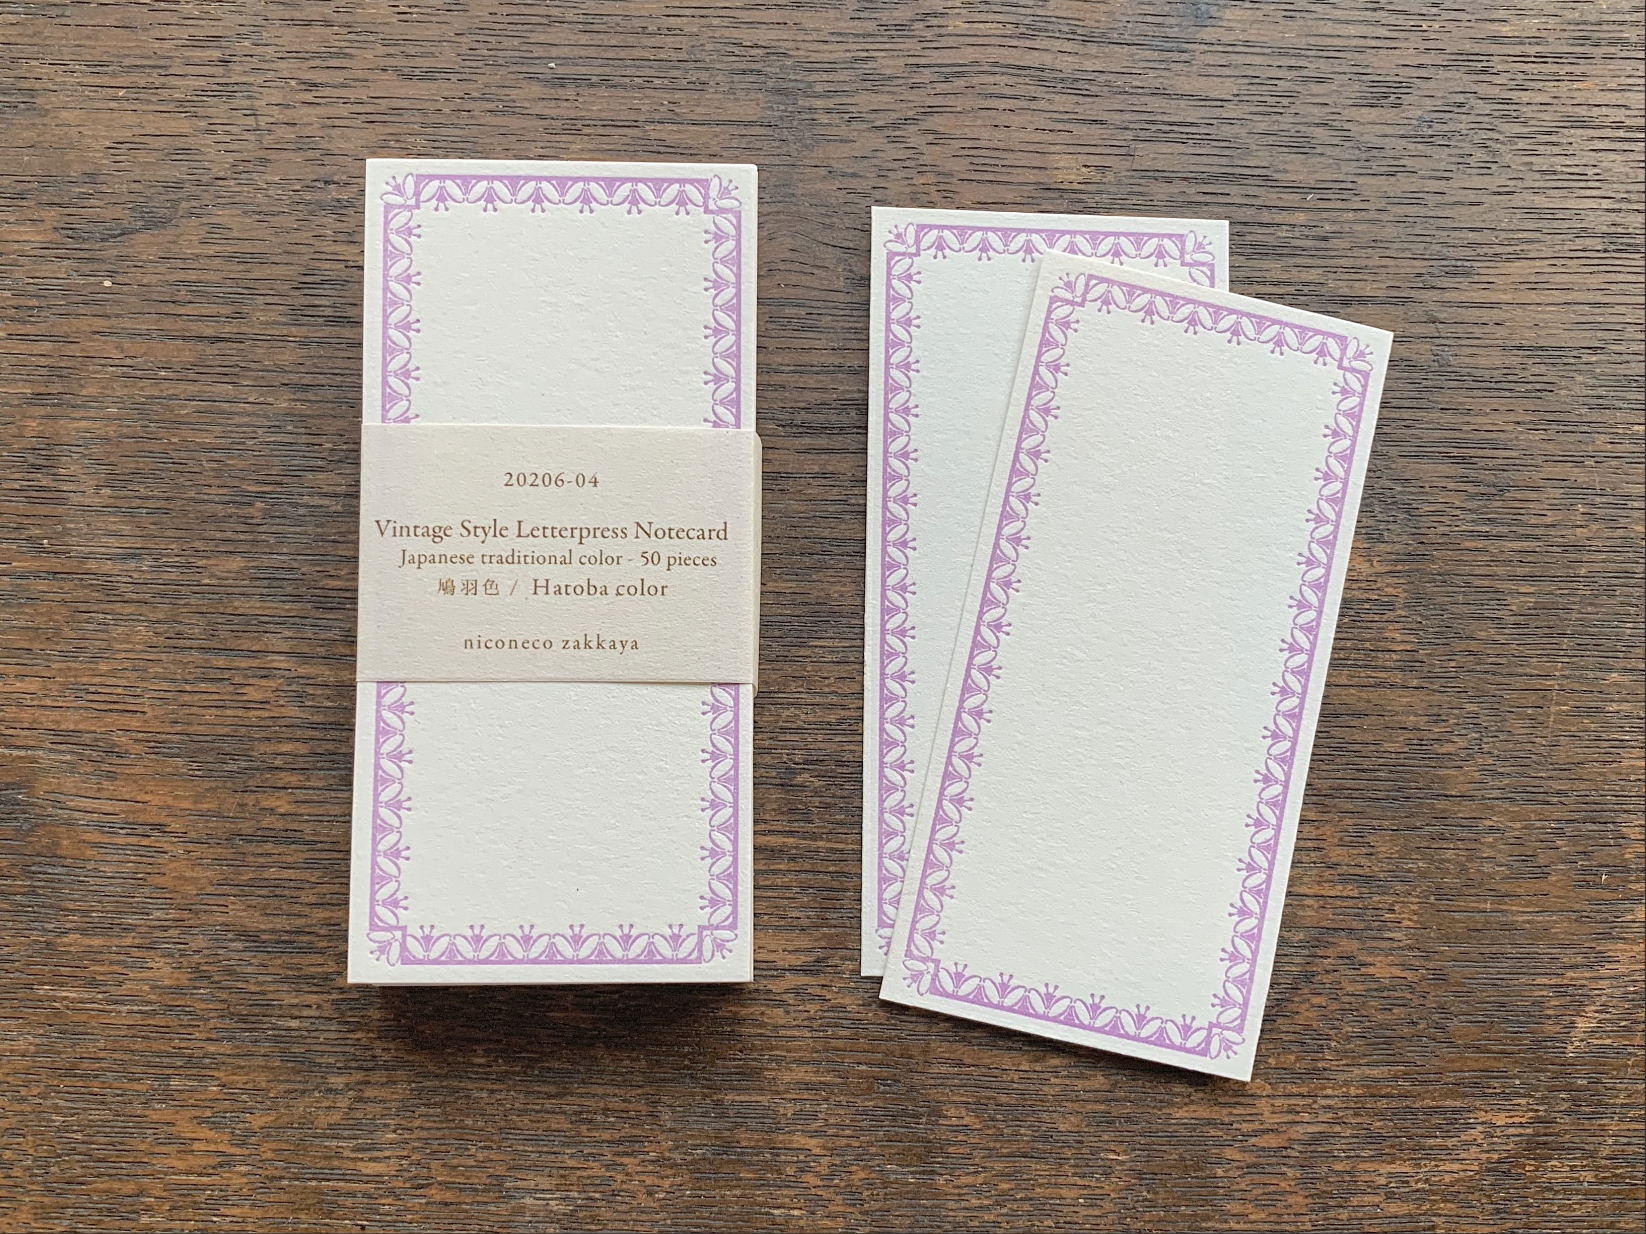 20206-04
Vintage Style Letterpress Notecard
Japanese traditional color - 50 pieces
鳩羽色 / Hatoba color
niconeco zakkaya